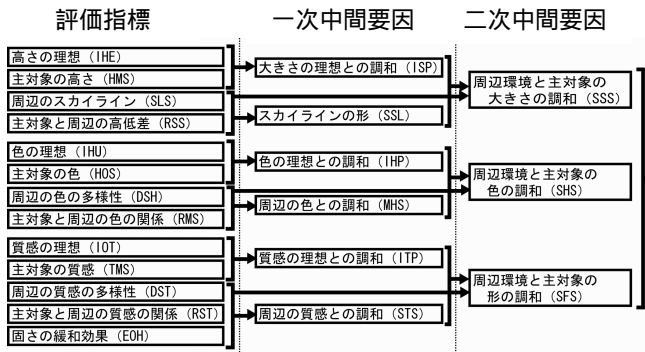 評価指標
一次中間要因
二次中間要因
高さの理想（IHE）
主対象の高さ（HMS）
周辺のスカイライン（SLS）
主対象と周辺の高低差（RSS）
色の理想（IHU）
主対象の色（HOS）
周辺の色の多様性（DSH）
主対象と周辺の色の関係（RMS）
質感の理想（IOT）
主対象の質感（TMS）
周辺の質感の多様性（DST）
主対象と周辺の質感の関係（RST）
固さの緩和効果（EOH）
大きさの理想との調和（ISP）
スカイラインの形（SSL）
色の理想との調和（IHP）
周辺の色との調和（MHS）
質感の理想との調和（ITP）
周辺の質感との調和（STS）
周辺環境と主対象の
大きさの調和（SSS）
周辺環境と主対象の
色の調和（SHS）
周辺環境と主対象の
形の調和（SFS）